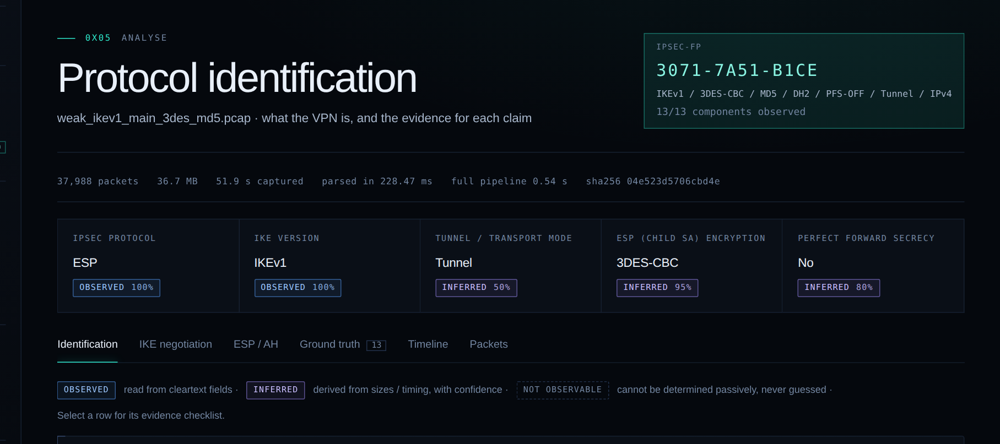 0X05 ANALYSE
Protocol identification
weak_ikev1_main_3des_md5.pcap · what the VPN is, and the evidence for each claim
IPSEC-FP
3071-7A51-B1CE
IKEv1 / 3DES-CBC / MD5 / DH2 / PFS-OFF / Tunnel / IPv4
13/13 components observed
37,988 packets 36.7 MB 51.9 s captured parsed in 228.47 ms full pipeline 0.54 s sha256 04e523d5706cbd4e
IPSEC PROTOCOL
ESP
OBSERVED 100%
IKE VERSION
IKEv1
OBSERVED 100%
TUNNEL / TRANSPORT MODE
Tunnel
INFERRED 50%
ESP (CHILD SA) ENCRYPTION
3DES-CBC
INFERRED 95%
PERFECT FORWARD SECRECY
No
INFERRED 80%
Identification IKE negotiation ESP / AH Ground truth 13 Timeline Packets
OBSERVED read from cleartext fields · INFERRED derived from sizes / timing, with confidence · NOT OBSERVABLE cannot be determined passively, never guessed ·
Select a row for its evidence checklist.